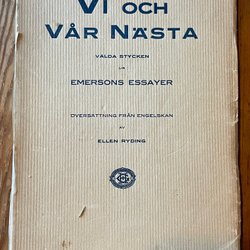 VI OCH
VÅR NÄSTA
VALDA STYCKEN
UR
EMERSONS ESSAYER
ÖVERSÄTTNING FRÅN ENGELSKAN
AV
ELLEN RYDING